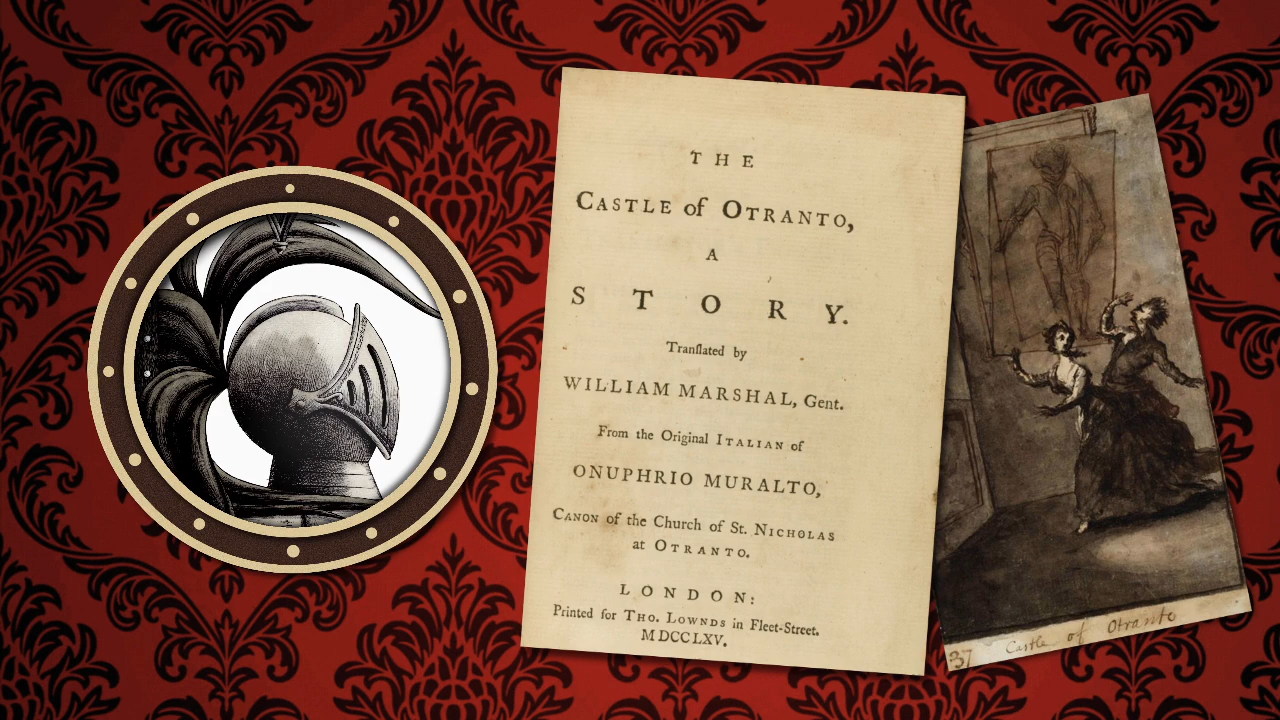 THE
CASTLE of OTRANTO,
A
STORY.
Tranſlated by
WILLIAM MARSHAL, Gent.
From the Original ITALIAN of
ONUPHRIO MURALTO,
CANON of the Church of St. NICHOLAS
at OTRANTO.
LONDON:
Printed for THO. LOWNDS in Fleet-Street.
MDCCLXV.
37 Castle of Otranto